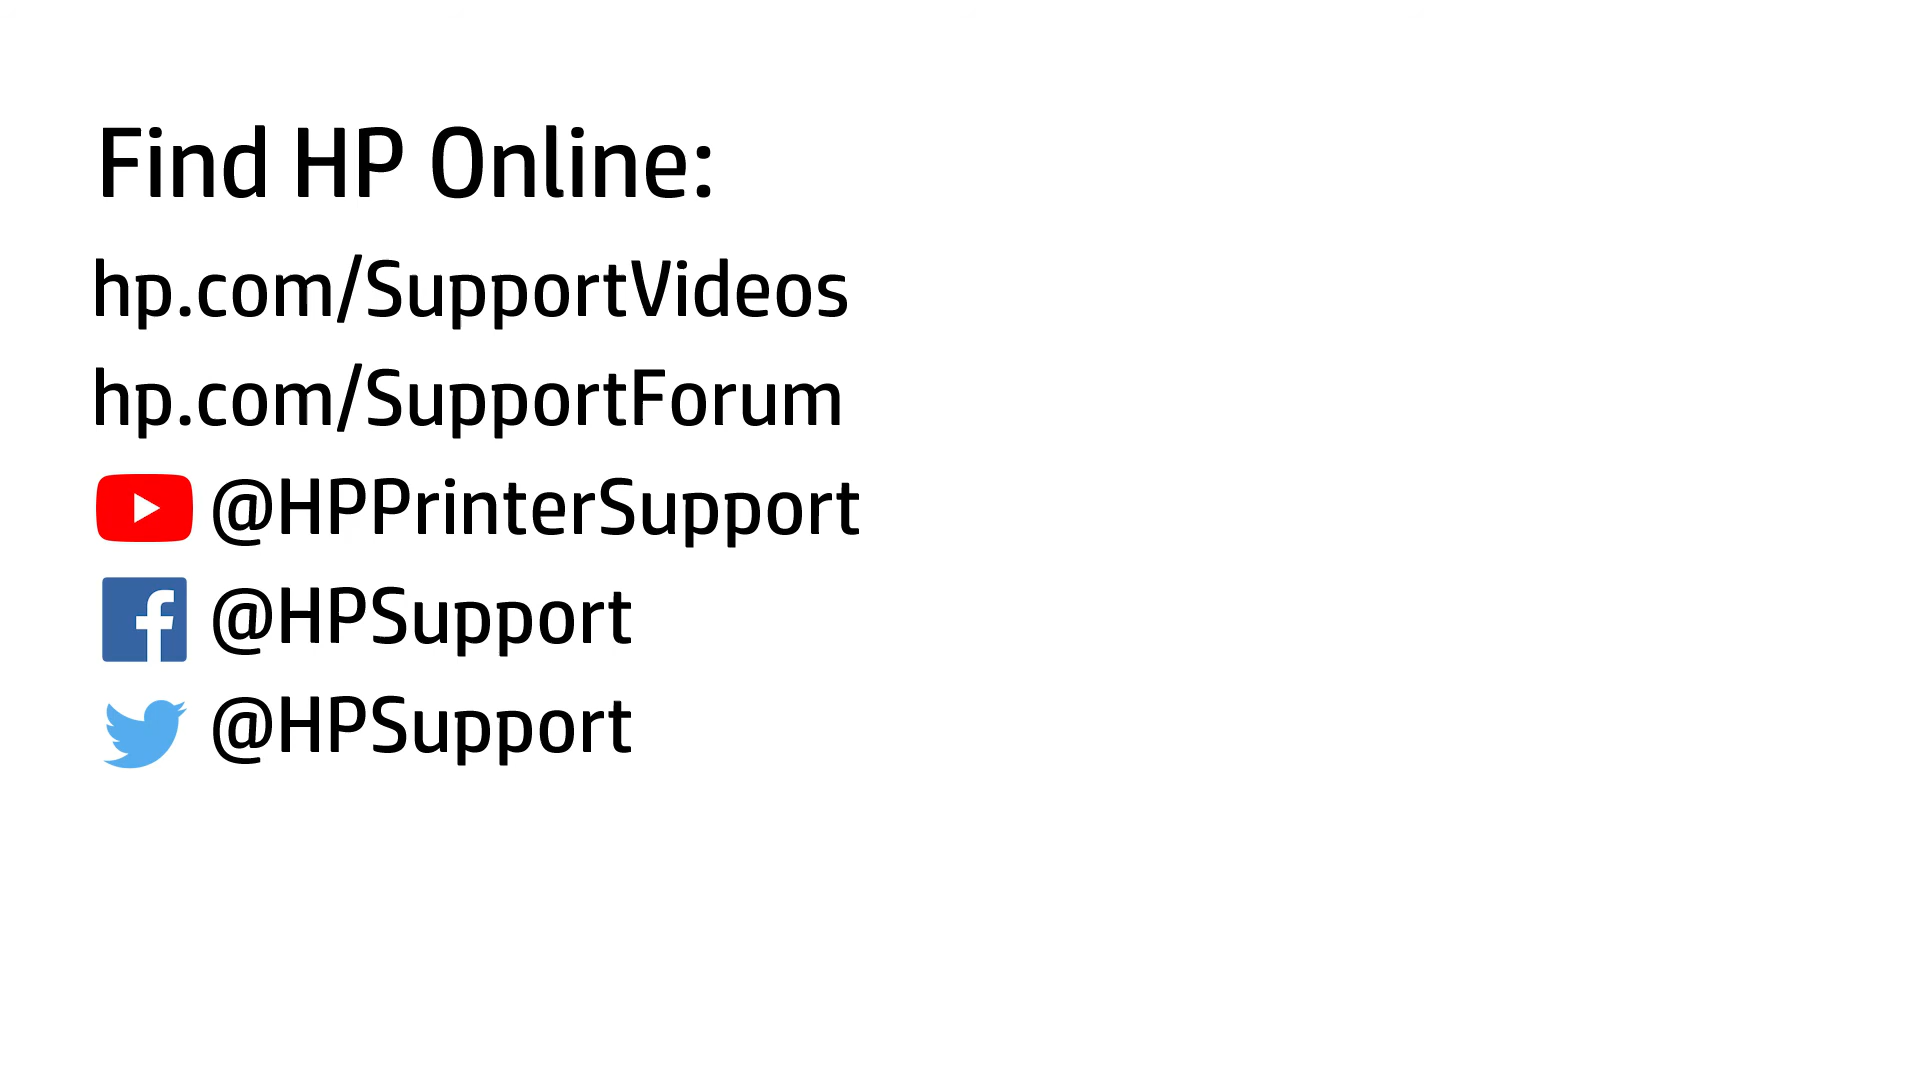 Find HP Online:
hp.com/SupportVideos
hp.com/SupportForum
@HPPrinterSupport
@HPSupport
@HPSupport